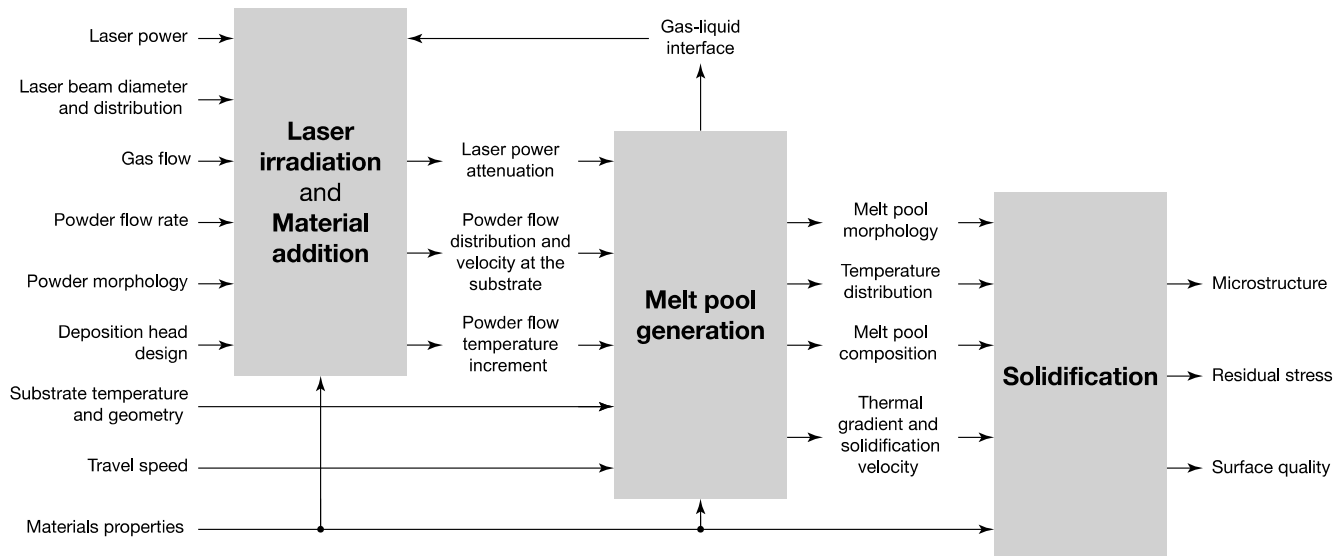 Laser power
Laser beam diameter
and distribution
Gas flow
Powder flow rate
Powder morphology
Deposition head
design
Substrate temperature
and geometry
Travel speed
Materials properties
Laser
irradiation
and
Material
addition
Gas-liquid
interface
Laser power
attenuation
Powder flow
distribution and
velocity at the
substrate
Powder flow
temperature
increment
Melt pool
generation
Melt pool
morphology
Temperature
distribution
Melt pool
composition
Thermal
gradient and
solidification
velocity
Solidification
Microstructure
Residual stress
Surface quality